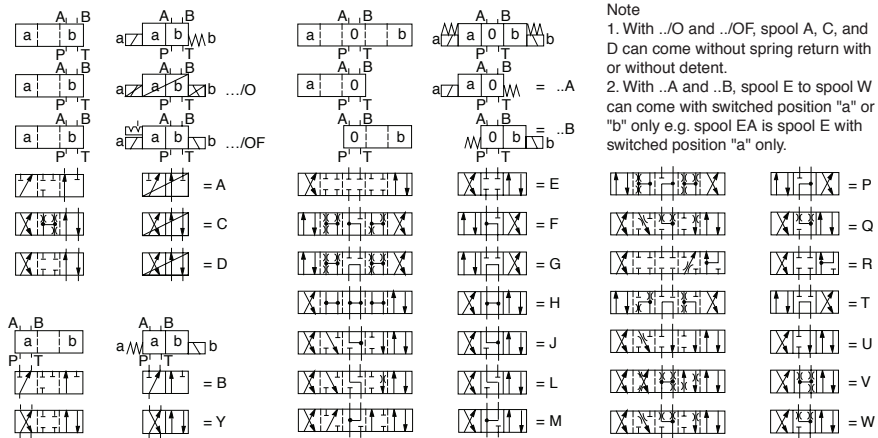 A B
a b
P T
A B
a a b b
P T
A B
a 0 b
P T
A B
a a 0 b b
P T
A B
a b
P T
A B
a a b b .../O
P T
A B
a 0
P T
A B
a a 0 = ..A
P T
A B
a b
P T
A B
a a b b .../OF
P T
A B
0 b
P T
A B
0 b b = ..B
P T
Note
1. With ../O and ../OF, spool A, C, and
D can come without spring return with
or without detent.
2. With ..A and ..B, spool E to spool W
can come with switched position "a" or
"b" only e.g. spool EA is spool E with
switched position "a" only.
= A
= C
= D
A B
a b
P T
A B
a a b b
P T
= B
= Y
= E
= F
= G
= H
= J
= L
= M
= P
= Q
= R
= T
= U
= V
= W